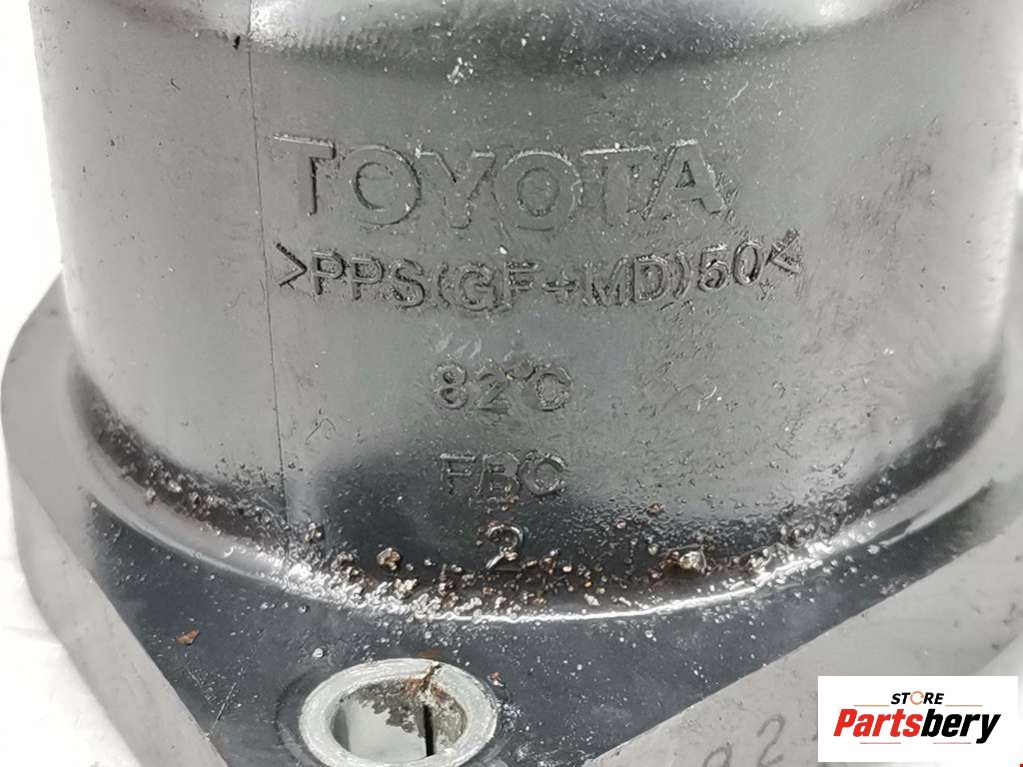 TOYOTA
>PPS(GF+MD)50<
82°C
FBC
2
STORE
Partsbery